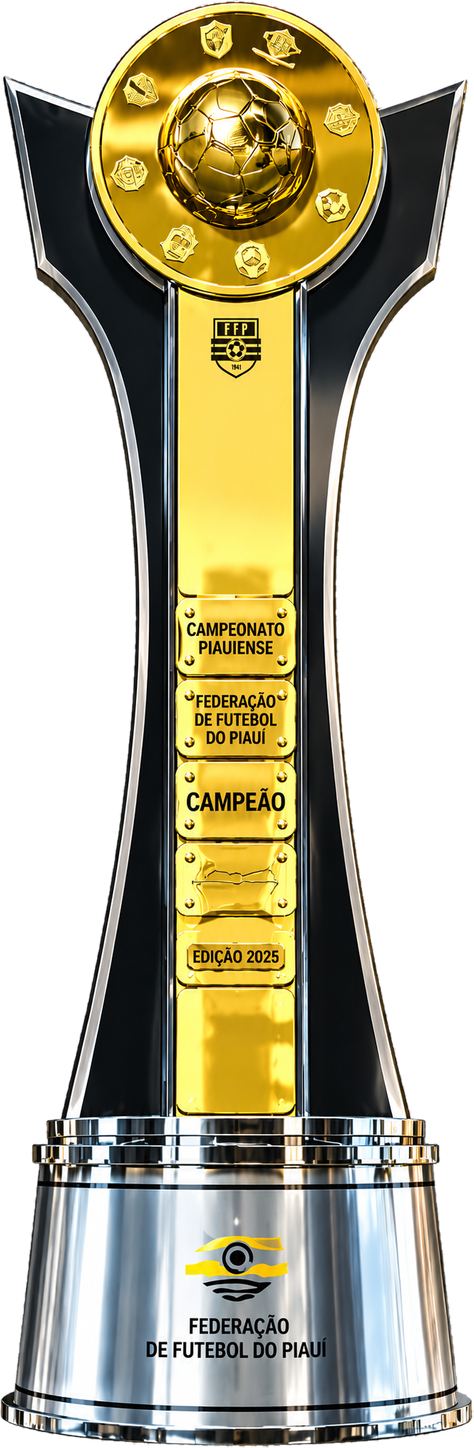 FFP
1941
CAMPEONATO
PIAUIENSE
FEDERAÇÃO
DE FUTEBOL
DO PIAUÍ
CAMPEÃO
EDIÇÃO 2025
FEDERAÇÃO
DE FUTEBOL DO PIAUÍ